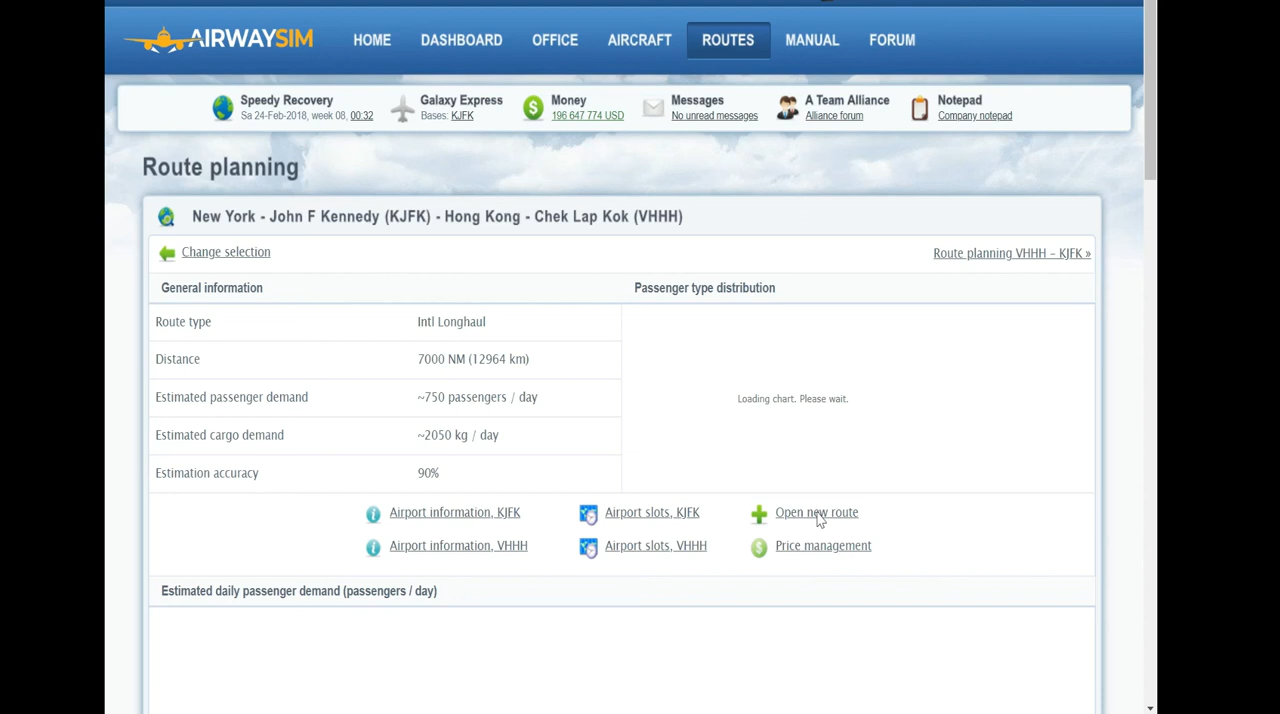 AIRWAYSIM
HOME DASHBOARD OFFICE AIRCRAFT ROUTES MANUAL FORUM
Speedy Recovery Galaxy Express Money Messages A Team Alliance Notepad
Sa 24-Feb-2018, week 08, 00:32 Bases: KJFK 196 647 774 USD No unread messages Alliance forum Company notepad
Route planning
New York - John F Kennedy (KJFK) - Hong Kong - Chek Lap Kok (VHHH)
Change selection Route planning VHHH – KJFK »
General information Passenger type distribution
Route type Intl Longhaul
Distance 7000 NM (12964 km)
Estimated passenger demand ~750 passengers / day
Loading chart. Please wait.
Estimated cargo demand ~2050 kg / day
Estimation accuracy 90%
Airport information, KJFK Airport slots, KJFK Open new route
Airport information, VHHH Airport slots, VHHH Price management
Estimated daily passenger demand (passengers / day)